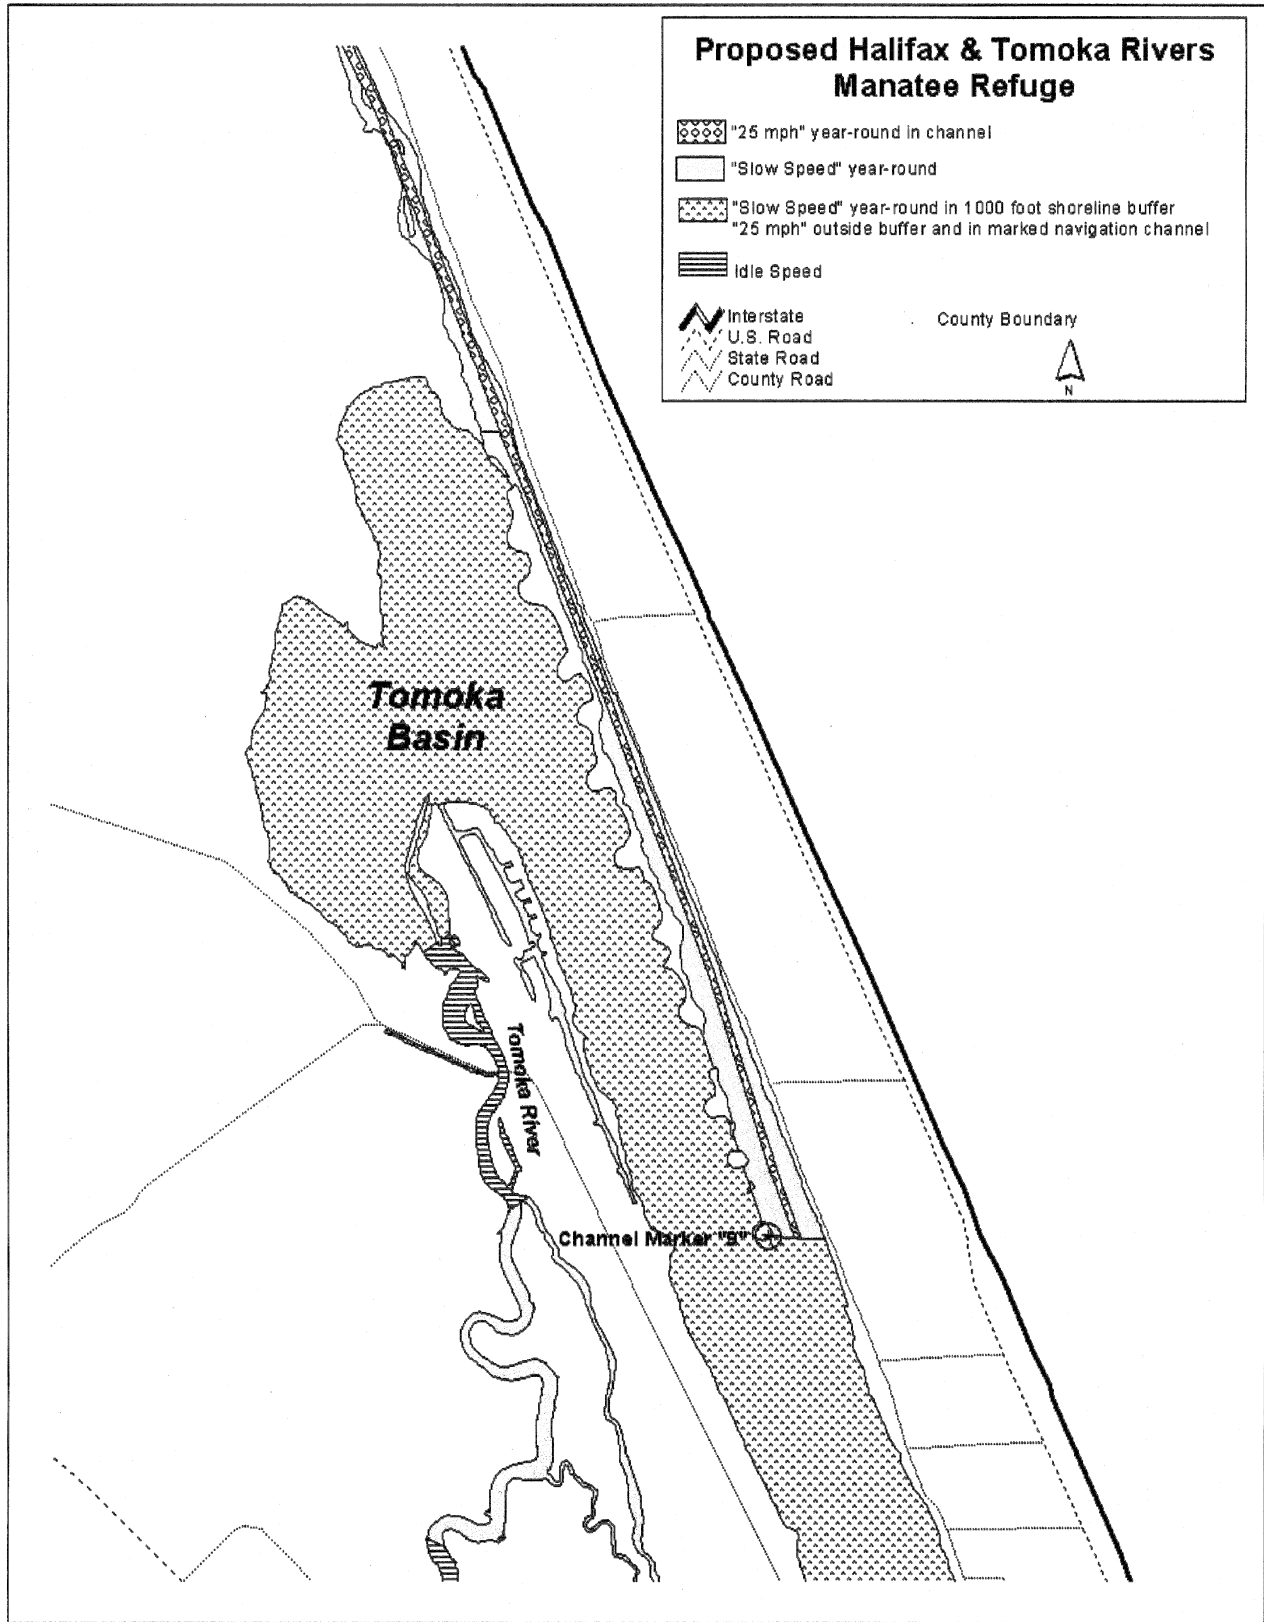 Proposed Halifax & Tomoka Rivers
Manatee Refuge
"25 mph" year-round in channel
"Slow Speed" year-round
"Slow Speed" year-round in 1000 foot shoreline buffer
"25 mph" outside buffer and in marked navigation channel
Idle Speed
Interstate
U.S. Road
State Road
County Road
County Boundary
N
Tomoka
Basin
Tomoka River
Channel Marker "9"